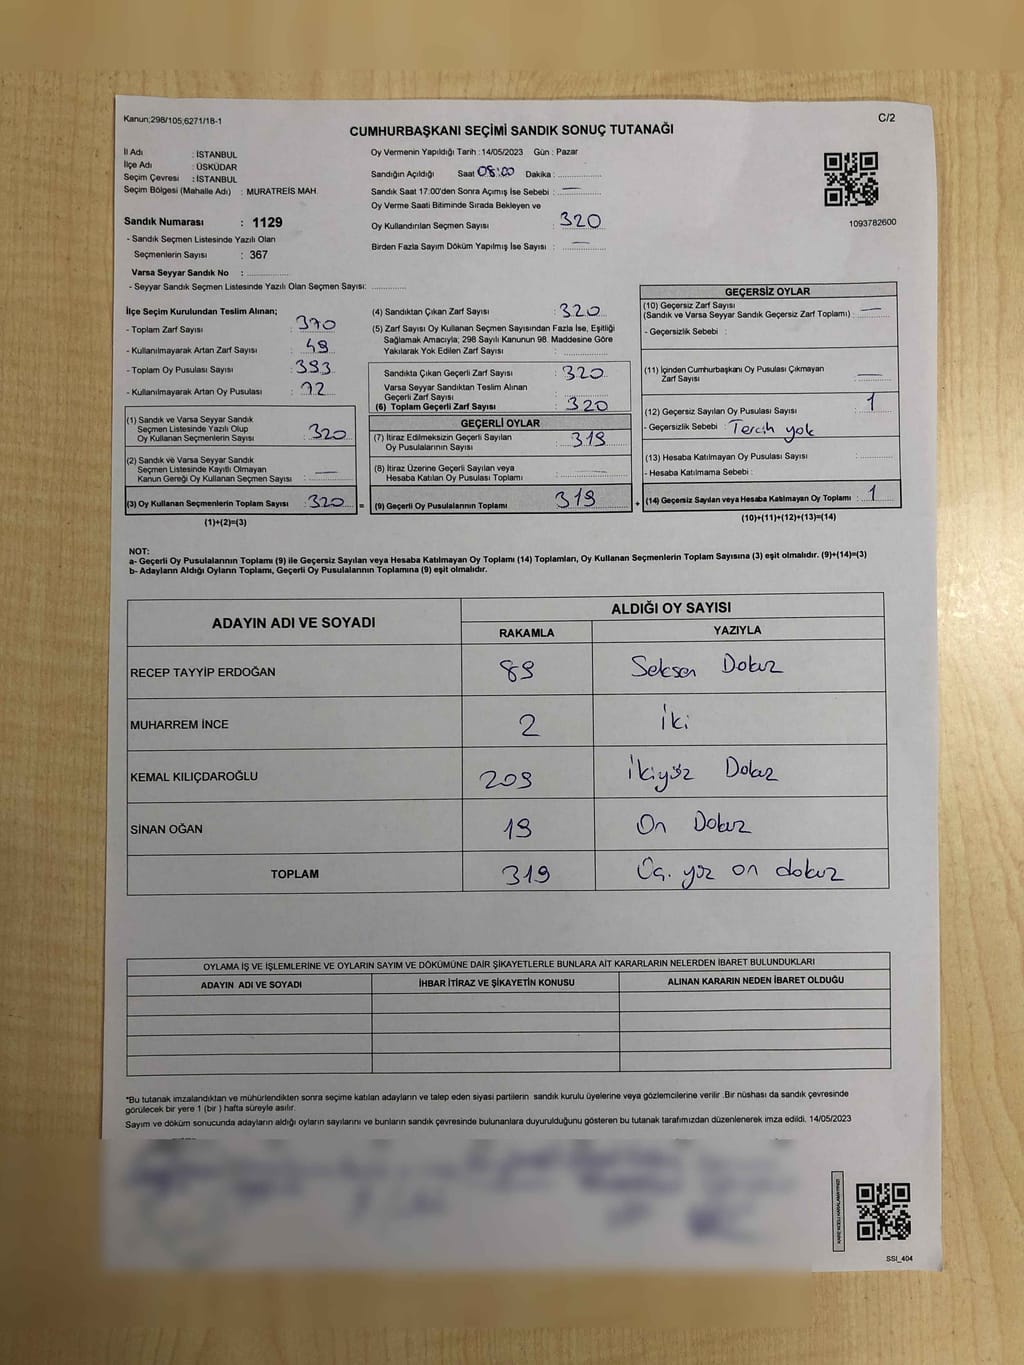 Kanun;298/105,6271/18-1
C/2
CUMHURBAŞKANI SEÇİMİ SANDIK SONUÇ TUTANAĞI
İl Adı : İSTANBUL
İlçe Adı : ÜSKÜDAR
Seçim Çevresi : İSTANBUL
Seçim Bölgesi (Mahalle Adı) : MURATREİS MAH.
Sandık Numarası : 1129
- Sandık Seçmen Listesinde Yazılı Olan
Seçmenlerin Sayısı : 367
Varsa Seyyar Sandık No : ..............
- Seyyar Sandık Seçmen Listesinde Yazılı Olan Seçmen Sayısı: ............
Oy Vermenin Yapıldığı Tarih : 14/05/2023 Gün : Pazar
Sandığın Açıldığı Saat 08:00 Dakika : ..............
Sandık Saat 17:00'den Sonra Açımış İse Sebebi : —
Oy Verme Saati Bitiminde Sırada Bekleyen ve
Oy Kullandırılan Seçmen Sayısı : 320
Birden Fazla Sayım Döküm Yapılmış İse Sayısı : —
1093782600
İlçe Seçim Kurulundan Teslim Alınan;
- Toplam Zarf Sayısı : 370
- Kullanılmayarak Artan Zarf Sayısı : 49
- Toplam Oy Pusulası Sayısı : 393
- Kullanılmayarak Artan Oy Pusulası : 72
(1) Sandık ve Varsa Seyyar Sandık
Seçmen Listesinde Yazılı Olup
Oy Kullanan Seçmenlerin Sayısı : 320
(2) Sandık ve Varsa Seyyar Sandık
Seçmen Listesinde Kayıtlı Olmayan
Kanun Gereği Oy Kullanan Seçmen Sayısı : —
(3) Oy Kullanan Seçmenlerin Toplam Sayısı : 320 =
(1)+(2)=(3)
(4) Sandıktan Çıkan Zarf Sayısı : 320
(5) Zarf Sayısı Oy Kullanan Seçmen Sayısından Fazla İse, Eşitliği
Sağlamak Amacıyla; 298 Sayılı Kanunun 98. Maddesine Göre
Yakılarak Yok Edilen Zarf Sayısı : ..............
Sandıkta Çıkan Geçerli Zarf Sayısı : 320
Varsa Seyyar Sandıktan Teslim Alınan
Geçerli Zarf Sayısı : ..............
(6) Toplam Geçerli Zarf Sayısı : 320
GEÇERLİ OYLAR
(7) İtiraz Edilmeksizin Geçerli Sayılan
Oy Pusulalarının Sayısı : 319
(8) İtiraz Üzerine Geçerli Sayılan veya
Hesaba Katılan Oy Pusulası Toplamı : —
(9) Geçerli Oy Pusulalarının Toplamı : 319 +
GEÇERSİZ OYLAR
(10) Geçersiz Zarf Sayısı
(Sandık ve Varsa Seyyar Sandık Geçersiz Zarf Toplamı) : —
- Geçersizlik Sebebi :
(11) İçinden Cumhurbaşkanı Oy Pusulası Çıkmayan
Zarf Sayısı : —
(12) Geçersiz Sayılan Oy Pusulası Sayısı : 1
- Geçersizlik Sebebi : Tercih yok
(13) Hesaba Katılmayan Oy Pusulası Sayısı : ..............
- Hesaba Katılmama Sebebi :
(14) Geçersiz Sayılan veya Hesaba Katılmayan Oy Toplamı : 1
(10)+(11)+(12)+(13)=(14)
NOT:
a- Geçerli Oy Pusulalarının Toplamı (9) ile Geçersiz Sayılan veya Hesaba Katılmayan Oy Toplamı (14) Toplamları, Oy Kullanan Seçmenlerin Toplam Sayısına (3) eşit olmalıdır. (9)+(14)=(3)
b- Adayların Aldığı Oyların Toplamı, Geçerli Oy Pusulalarının Toplamına (9) eşit olmalıdır.
ADAYIN ADI VE SOYADI ALDIĞI OY SAYISI
RAKAMLA YAZIYLA
RECEP TAYYİP ERDOĞAN 89 Seksen Dokuz
MUHARREM İNCE 2 İki
KEMAL KILIÇDAROĞLU 209 İkiyüz Dokuz
SİNAN OĞAN 19 On Dokuz
TOPLAM 319 Üç yüz on dokuz
OYLAMA İŞ VE İŞLEMLERİNE VE OYLARIN SAYIM VE DÖKÜMÜNE DAİR ŞİKAYETLERLE BUNLARA AİT KARARLARIN NELERDEN İBARET BULUNDUKLARI
ADAYIN ADI VE SOYADI İHBAR İTİRAZ VE ŞİKAYETİN KONUSU ALINAN KARARIN NEDEN İBARET OLDUĞU
*Bu tutanak imzalandıktan ve mühürlendikten sonra seçime katılan adayların ve talep eden siyasi partilerin sandık kurulu üyelerine veya gözlemcilerine verilir .Bir nüshası da sandık çevresinde
görülecek bir yere 1 (bir ) hafta süreyle asılır.
Sayım ve döküm sonucunda adayların aldığı oyların sayılarını ve bunların sandık çevresinde bulunanlara duyurulduğunu gösteren bu tutanak tarafımızdan düzenlenerek imza edildi. 14/05/2023
KARE KODU KARALAMAYINIZ!
SSI_404